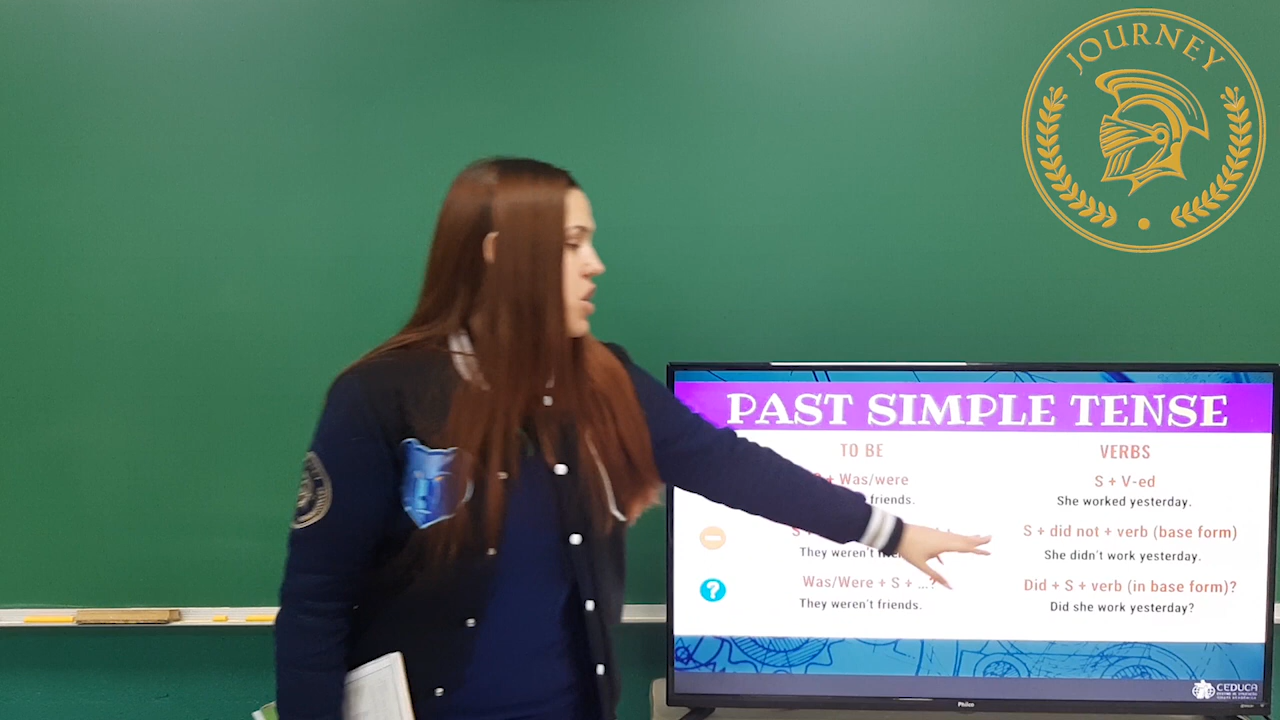 JOURNEY
PAST SIMPLE TENSE
TO BE
VERBS
Was/were
friends.
S + V-ed
She worked yesterday.
They weren't
S + did not + verb (base form)
She didn't work yesterday.
Was/Were + S + ...?
They weren't friends.
Did + S + verb (in base form)?
Did she work yesterday?
CEDUCA
Philco